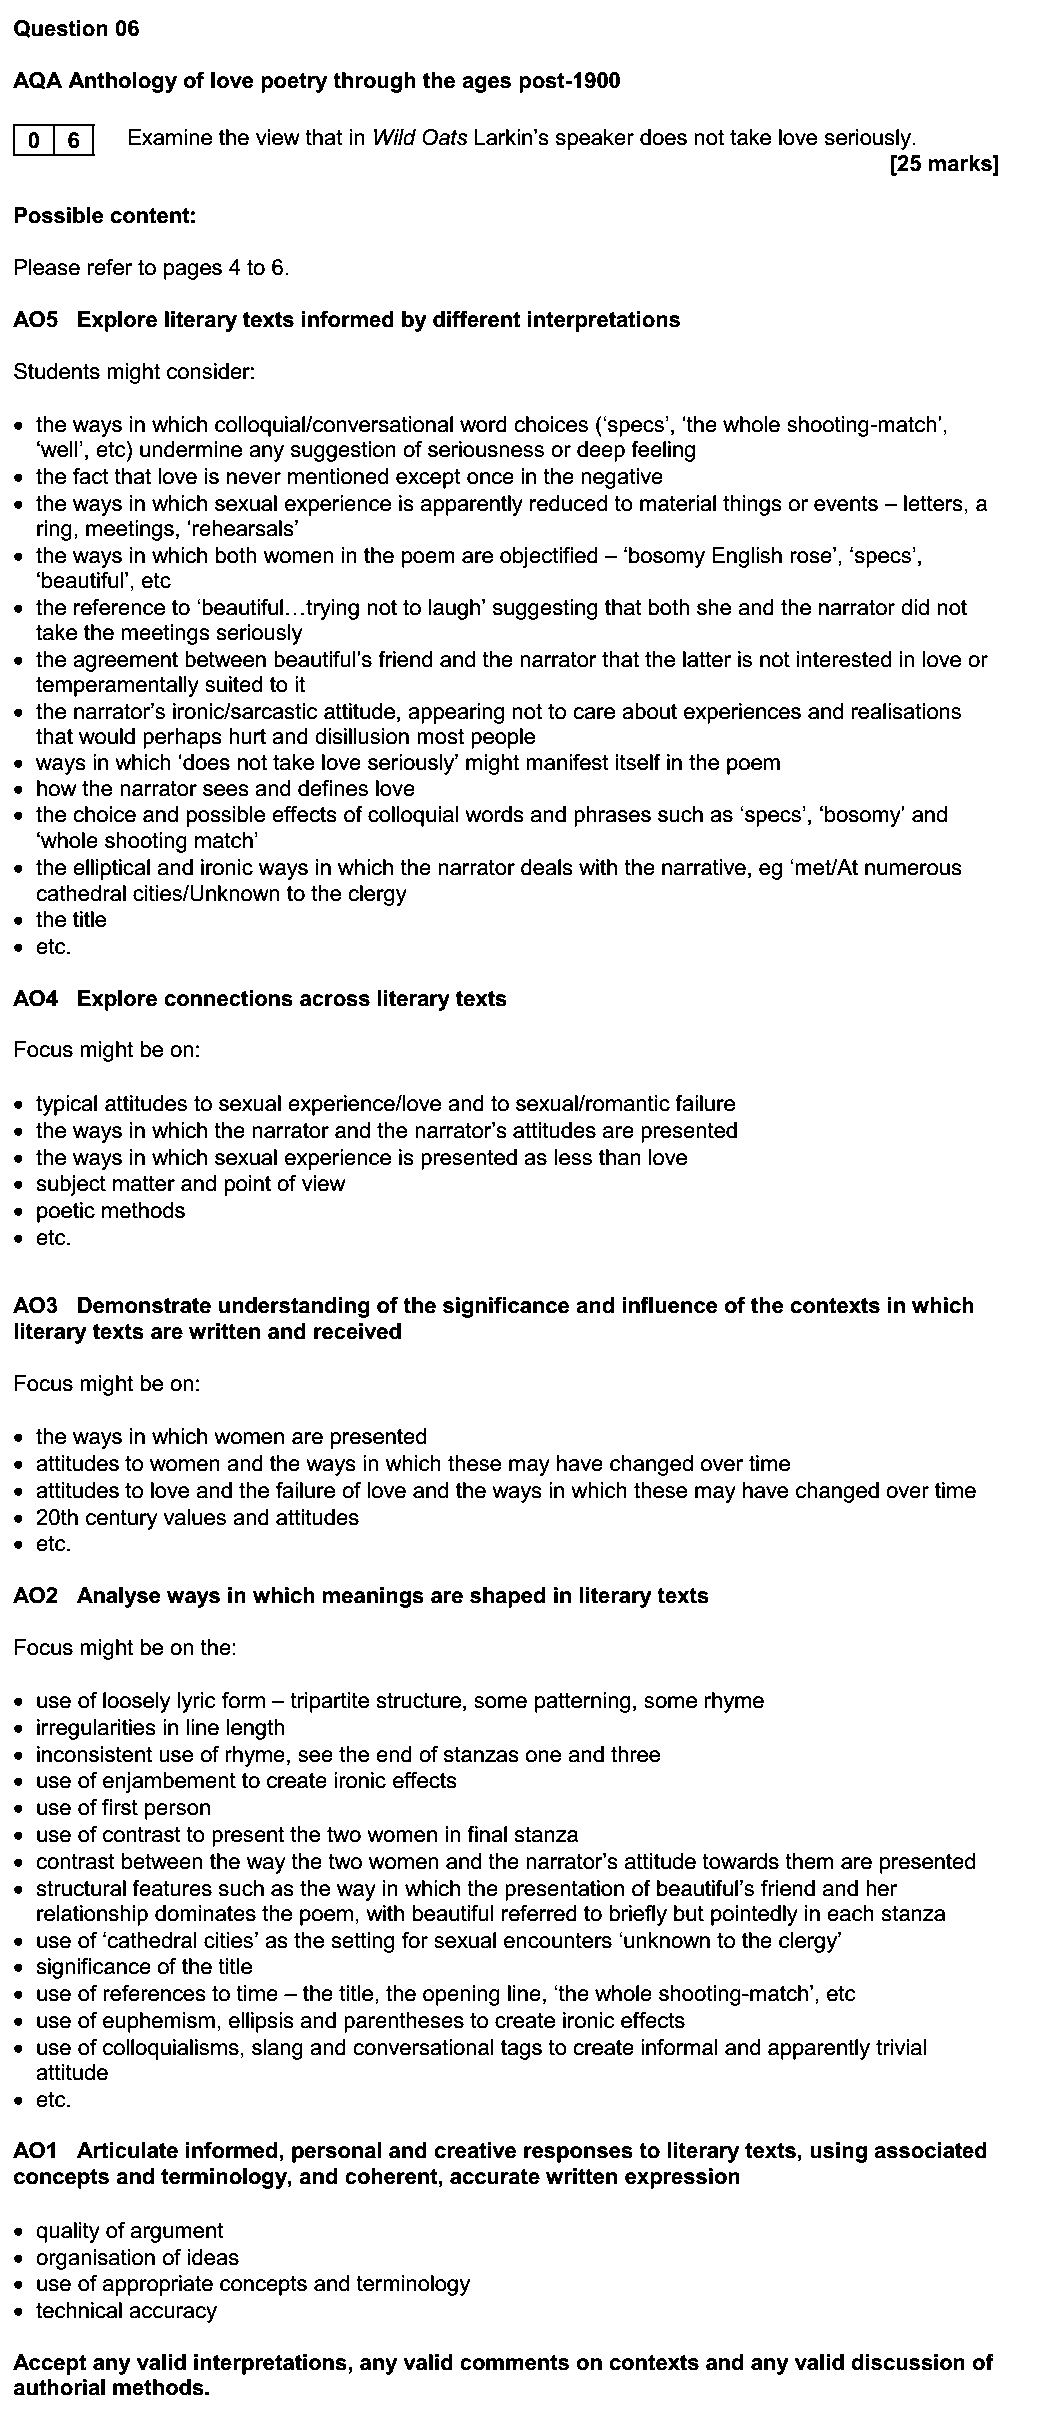 Question 06
AQA Anthology of love poetry through the ages post-1900
0 6 Examine the view that in Wild Oats Larkin's speaker does not take love seriously.
[25 marks]
Possible content:
Please refer to pages 4 to 6.
AO5 Explore literary texts informed by different interpretations
Students might consider:
• the ways in which colloquial/conversational word choices ('specs', 'the whole shooting-match',
'well', etc) undermine any suggestion of seriousness or deep feeling
• the fact that love is never mentioned except once in the negative
• the ways in which sexual experience is apparently reduced to material things or events – letters, a
ring, meetings, 'rehearsals'
• the ways in which both women in the poem are objectified – 'bosomy English rose', 'specs',
'beautiful', etc
• the reference to 'beautiful…trying not to laugh' suggesting that both she and the narrator did not
take the meetings seriously
• the agreement between beautiful's friend and the narrator that the latter is not interested in love or
temperamentally suited to it
• the narrator's ironic/sarcastic attitude, appearing not to care about experiences and realisations
that would perhaps hurt and disillusion most people
• ways in which 'does not take love seriously' might manifest itself in the poem
• how the narrator sees and defines love
• the choice and possible effects of colloquial words and phrases such as 'specs', 'bosomy' and
'whole shooting match'
• the elliptical and ironic ways in which the narrator deals with the narrative, eg 'met/At numerous
cathedral cities/Unknown to the clergy
• the title
• etc.
AO4 Explore connections across literary texts
Focus might be on:
• typical attitudes to sexual experience/love and to sexual/romantic failure
• the ways in which the narrator and the narrator's attitudes are presented
• the ways in which sexual experience is presented as less than love
• subject matter and point of view
• poetic methods
• etc.
AO3 Demonstrate understanding of the significance and influence of the contexts in which
literary texts are written and received
Focus might be on:
• the ways in which women are presented
• attitudes to women and the ways in which these may have changed over time
• attitudes to love and the failure of love and the ways in which these may have changed over time
• 20th century values and attitudes
• etc.
AO2 Analyse ways in which meanings are shaped in literary texts
Focus might be on the:
• use of loosely lyric form – tripartite structure, some patterning, some rhyme
• irregularities in line length
• inconsistent use of rhyme, see the end of stanzas one and three
• use of enjambement to create ironic effects
• use of first person
• use of contrast to present the two women in final stanza
• contrast between the way the two women and the narrator's attitude towards them are presented
• structural features such as the way in which the presentation of beautiful's friend and her
relationship dominates the poem, with beautiful referred to briefly but pointedly in each stanza
• use of 'cathedral cities' as the setting for sexual encounters 'unknown to the clergy'
• significance of the title
• use of references to time – the title, the opening line, 'the whole shooting-match', etc
• use of euphemism, ellipsis and parentheses to create ironic effects
• use of colloquialisms, slang and conversational tags to create informal and apparently trivial
attitude
• etc.
AO1 Articulate informed, personal and creative responses to literary texts, using associated
concepts and terminology, and coherent, accurate written expression
• quality of argument
• organisation of ideas
• use of appropriate concepts and terminology
• technical accuracy
Accept any valid interpretations, any valid comments on contexts and any valid discussion of
authorial methods.